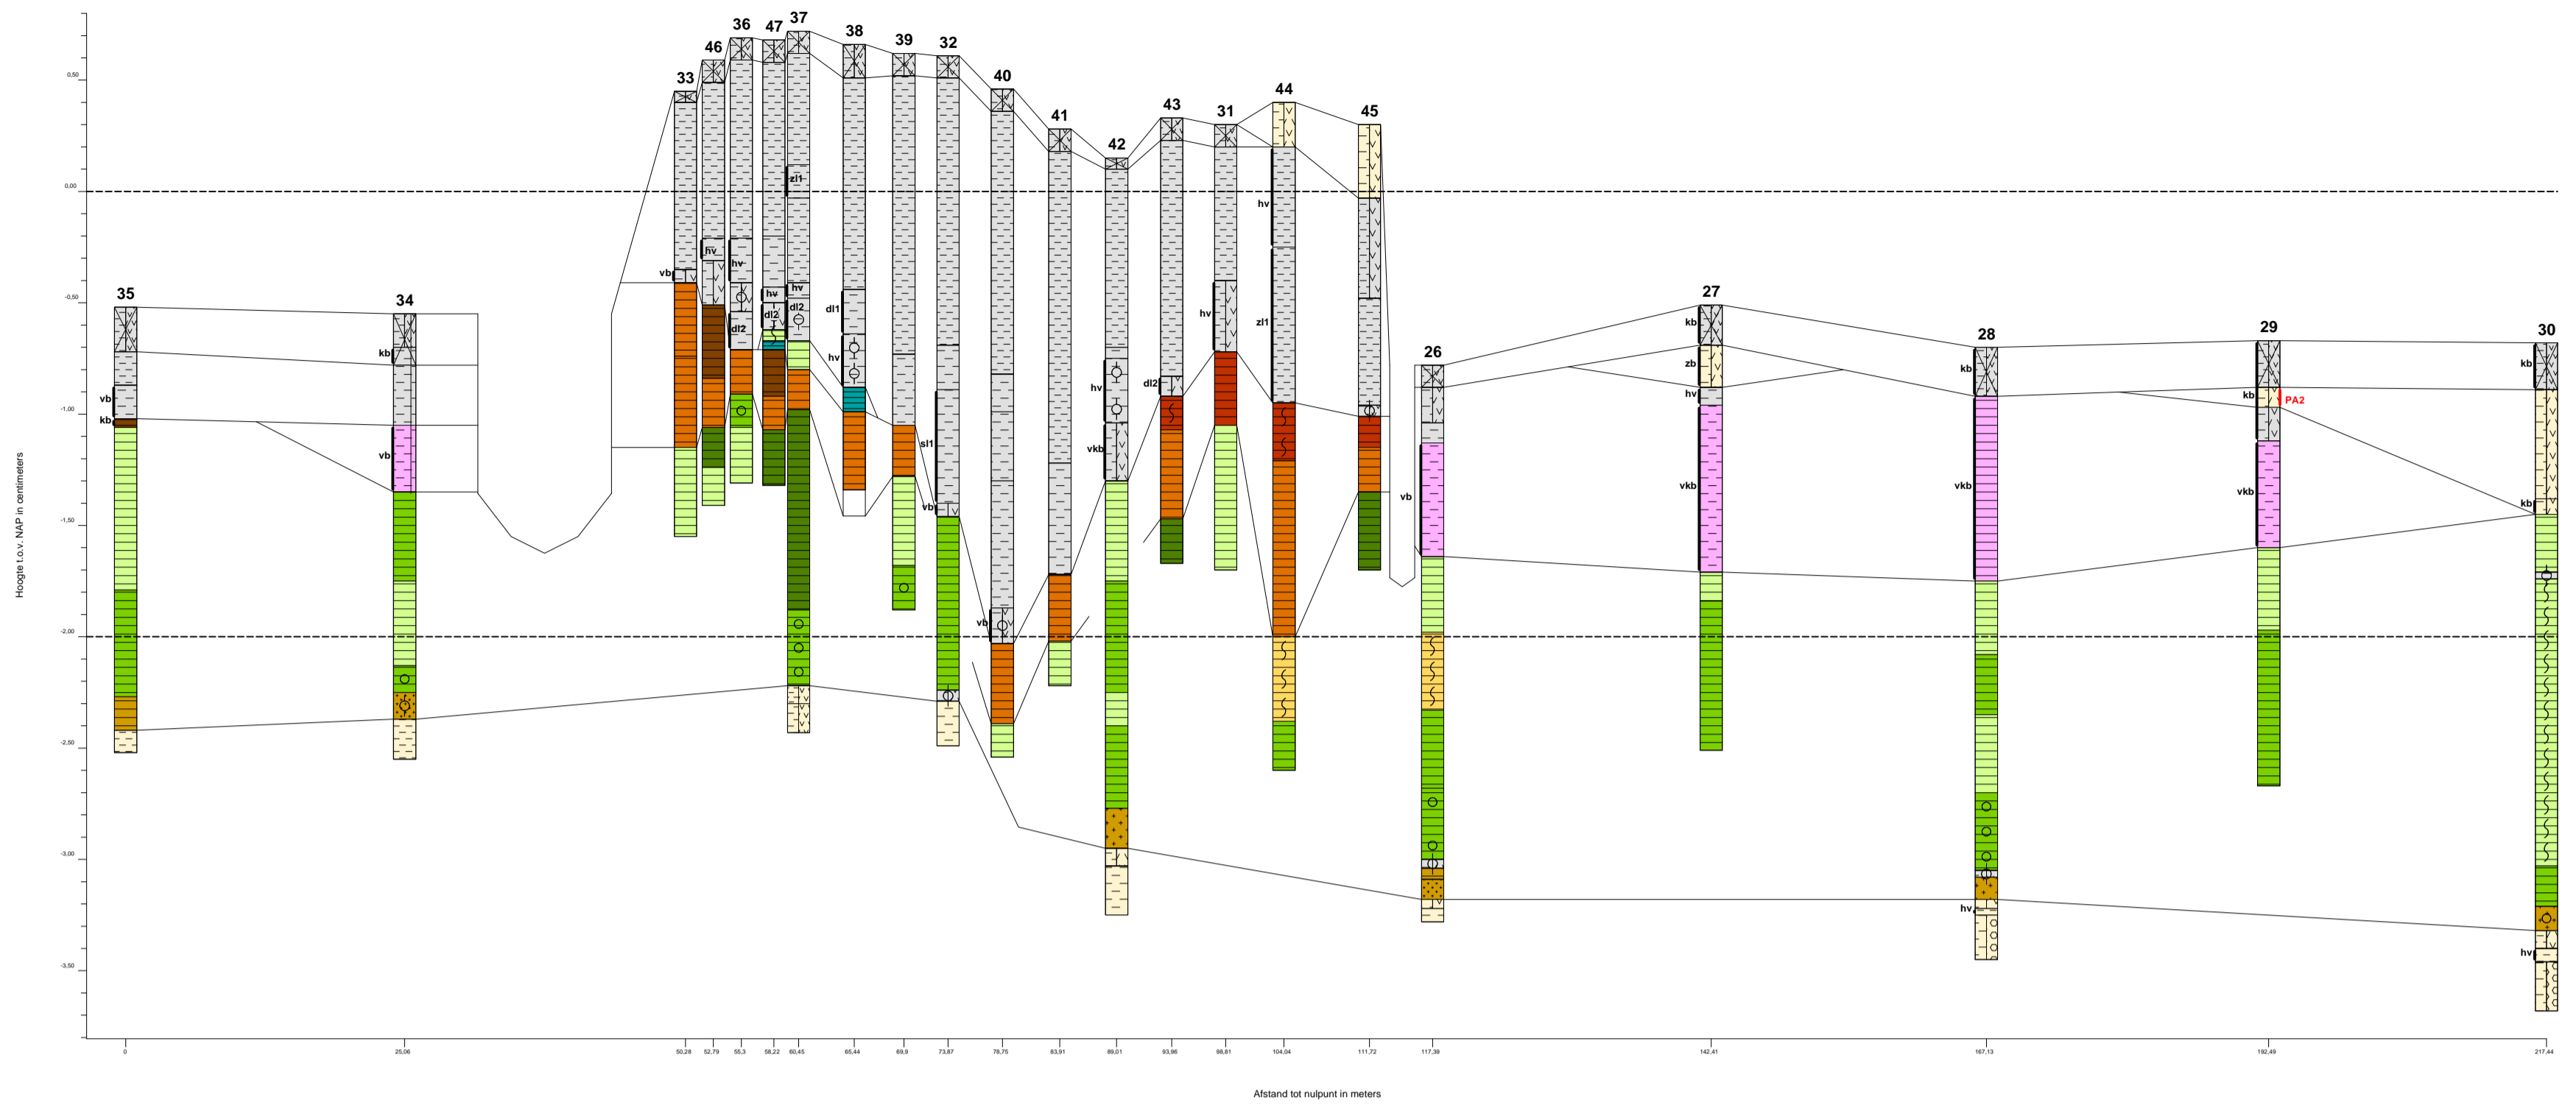 37
36
47
38
46
39
32
40
33
44
43
31
45
41
42
0,50
zl1
0,00
hv
hv
hv
vb
hv
hv
dl2
dl2
dl2
dl1
hv
hv
zl1
dl2
hv
vkb
sl1
vb
vb
-0,50
35
34
27
28
29
30
26
kb
kb
zb
kb
kb
kb
hv
vb
kb
PA2
-1,00
kb
vb
vb
vkb
vkb
vkb
kb
-1,50
-2,00
-2,50
-3,00
hv
hv
-3,50
Hoogte t.o.v. NAP in centimeters
0
25,06
50,28
52,79
55,3
58,22
60,45
65,44
69,9
73,87
78,75
83,91
89,01
93,96
98,81
104,04
111,72
117,39
142,41
167,13
192,49
217,44
Afstand tot nulpunt in meters